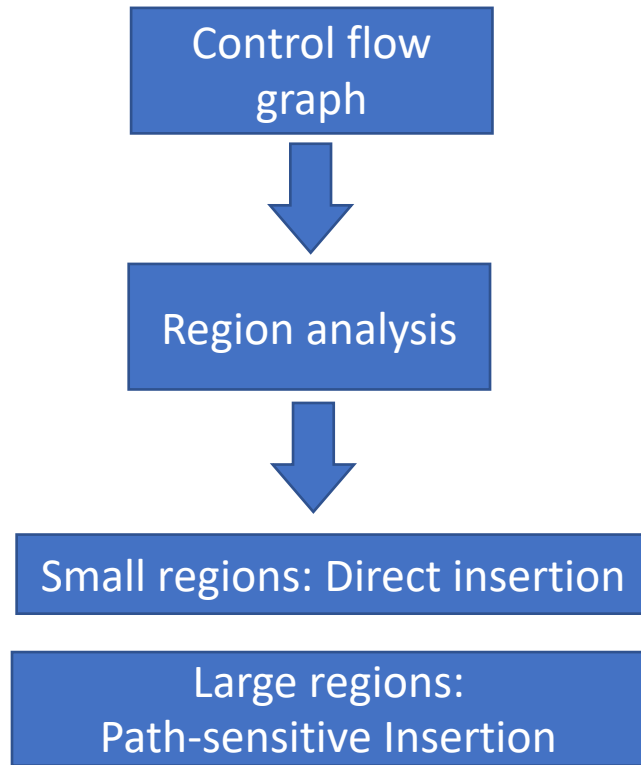 Control flow
graph
Region analysis
Small regions: Direct insertion
Large regions:
Path-sensitive Insertion